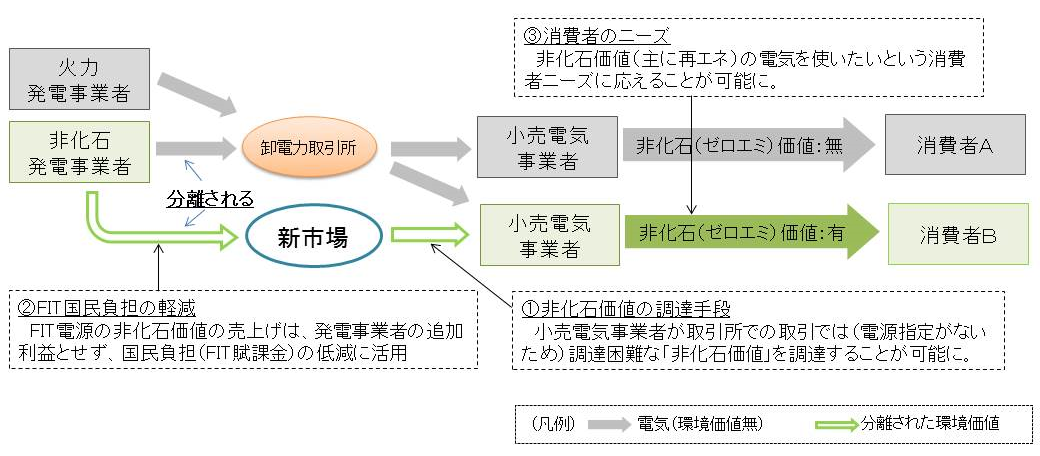 ③消費者のニーズ
非化石価値(主に再エネ)の電気を使いたいという消費
者ニーズに応えることが可能に。
火力
発電事業者
非化石
発電事業者
卸電力取引所
小売電気
事業者
非化石(ゼロエミ)価値:無
消費者A
分離される
新市場
小売電気
事業者
非化石(ゼロエミ)価値:有
消費者B
②FIT国民負担の軽減
FIT電源の非化石価値の売上げは、発電事業者の追加
利益とせず、国民負担(FIT賦課金)の低減に活用
①非化石価値の調達手段
小売電気事業者が取引所での取引では(電源指定がない
ため)調達困難な「非化石価値」を調達することが可能に。
(凡例)
電気(環境価値無)
分離された環境価値